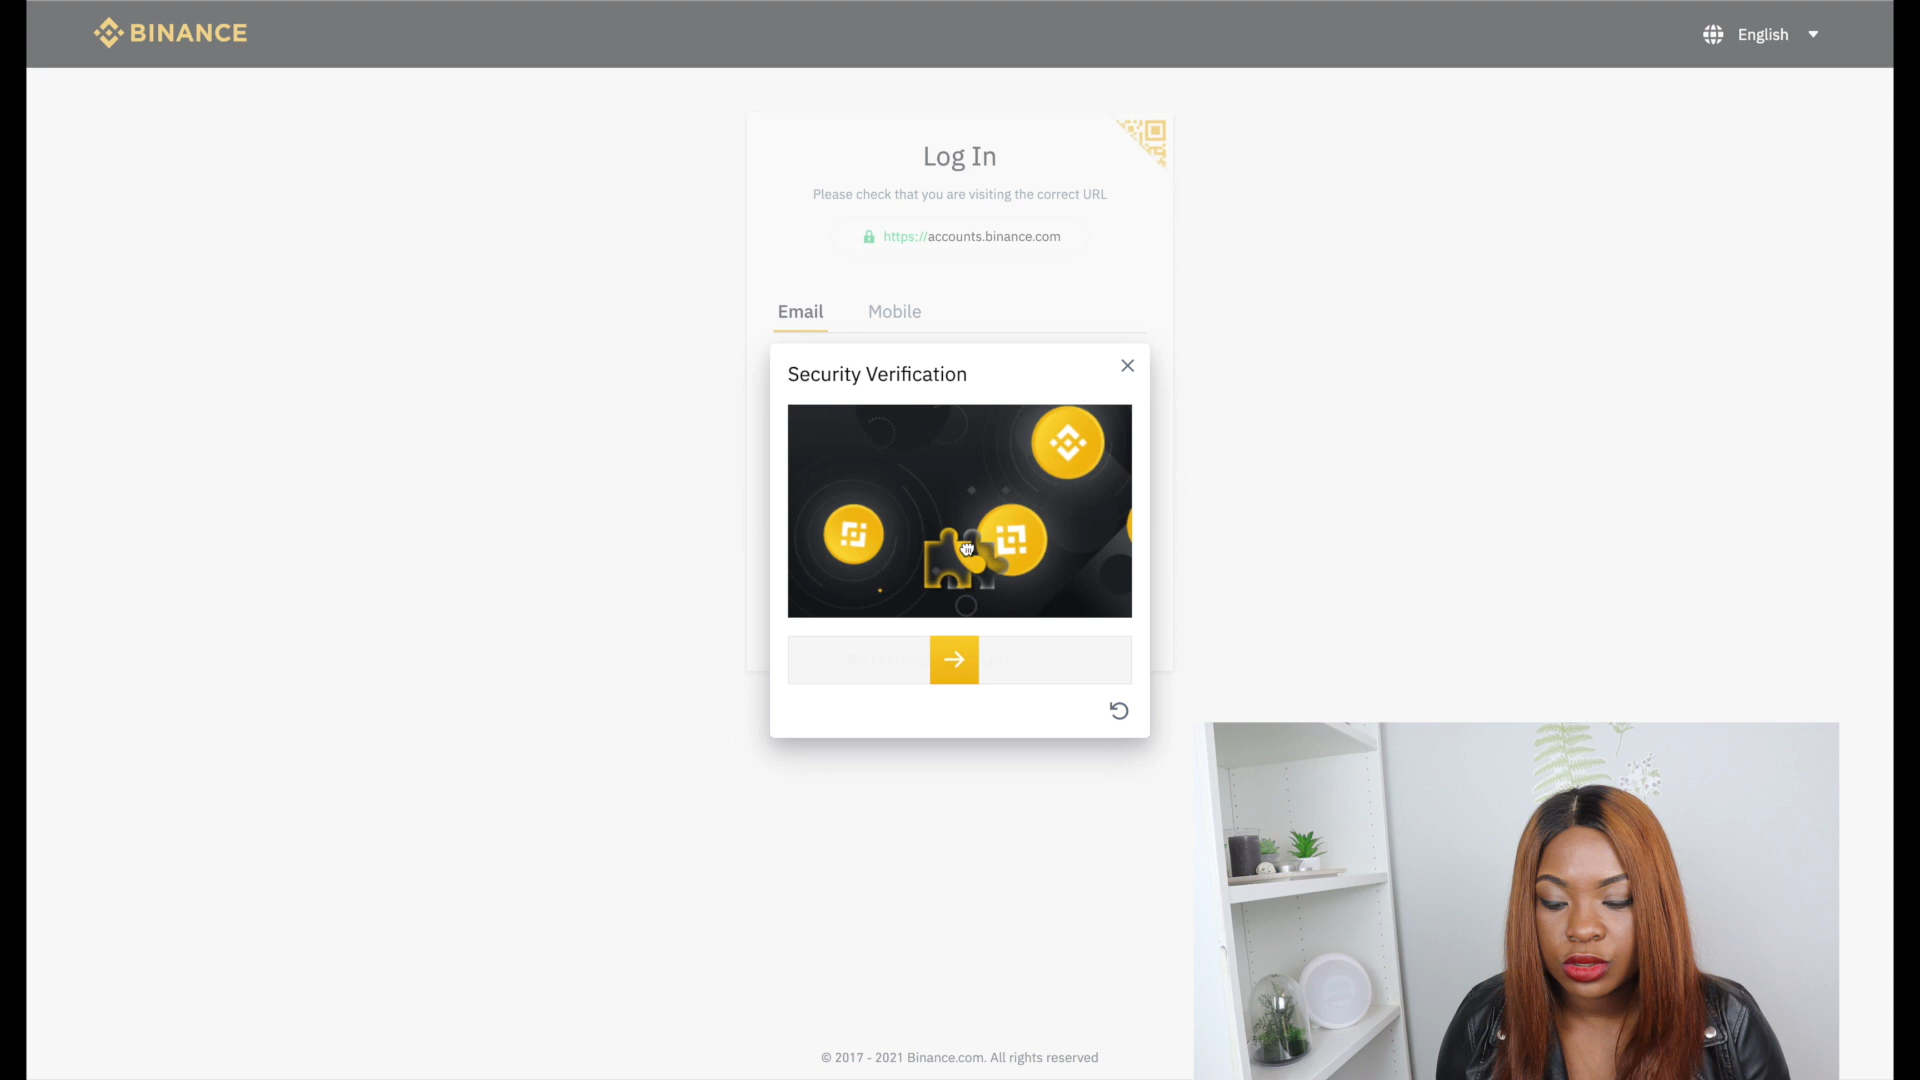 BINANCE
English
Log In
Please check that you are visiting the correct URL
https://accounts.binance.com
Email
Mobile
Security Verification
© 2017 - 2021 Binance.com. All rights reserved